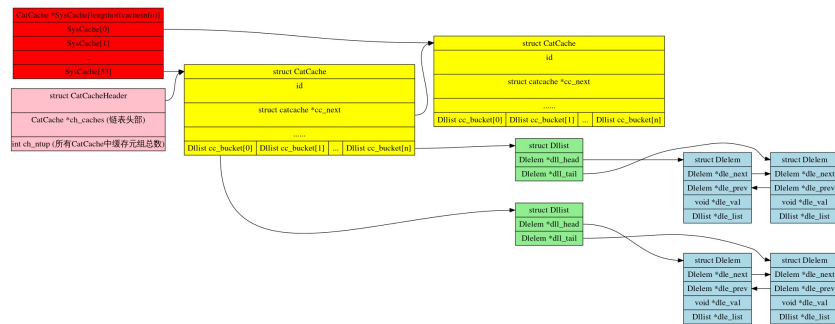 CatCache *SysCache[lengthof(cacheinfo)]
SysCache[0]
SysCache[1]
...
SysCache[53]
struct CatCacheHeader
CatCache *ch_caches (链表头部)
int ch_ntup (所有CatCache中缓存元组总数)
struct CatCache
id
struct catcache *cc_next
......
Dllist cc_bucket[0] Dllist cc_bucket[1] ... Dllist cc_bucket[n]
struct CatCache
id
struct catcache *cc_next
......
Dllist cc_bucket[0] Dllist cc_bucket[1] ... Dllist cc_bucket[n]
struct Dllist
Dlelem *dll_head
Dlelem *dll_tail
struct Dlelem
Dlelem *dle_next
Dlelem *dle_prev
void *dle_val
Dllist *dle_list
struct Dlelem
Dlelem *dle_next
Dlelem *dle_prev
void *dle_val
Dllist *dle_list
struct Dllist
Dlelem *dll_head
Dlelem *dll_tail
struct Dlelem
Dlelem *dle_next
Dlelem *dle_prev
void *dle_val
Dllist *dle_list
struct Dlelem
Dlelem *dle_next
Dlelem *dle_prev
void *dle_val
Dllist *dle_list